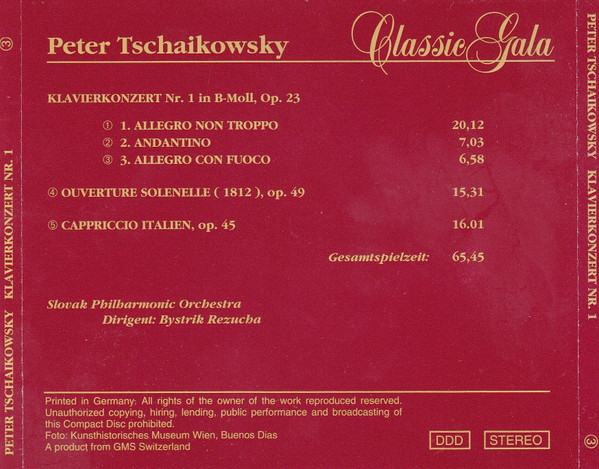 Peter Tschaikowsky
Classic Gala
KLAVIERKONZERT Nr. 1 in B-Moll, Op. 23
① 1. ALLEGRO NON TROPPO 20,12
② 2. ANDANTINO 7,03
③ 3. ALLEGRO CON FUOCO 6,58
④ OUVERTURE SOLENELLE ( 1812 ), op. 49 15,31
⑤ CAPPRICCIO ITALIEN, op. 45 16.01
Gesamtspielzeit: 65,45
Slovak Philharmonic Orchestra
Dirigent: Bystrik Rezucha
Printed in Germany: All rights of the owner of the work reproduced reserved.
Unauthorized copying, hiring, lending, public performance and broadcasting of
this Compact Disc prohibited.
Foto: Kunsthistorisches Museum Wien, Buenos Dias
A product from GMS Switzerland
DDD STEREO
PETER TSCHAIKOWSKY KLAVIERKONZERT NR. 1 ③
PETER TSCHAIKOWSKY KLAVIERKONZERT NR. 1 ③